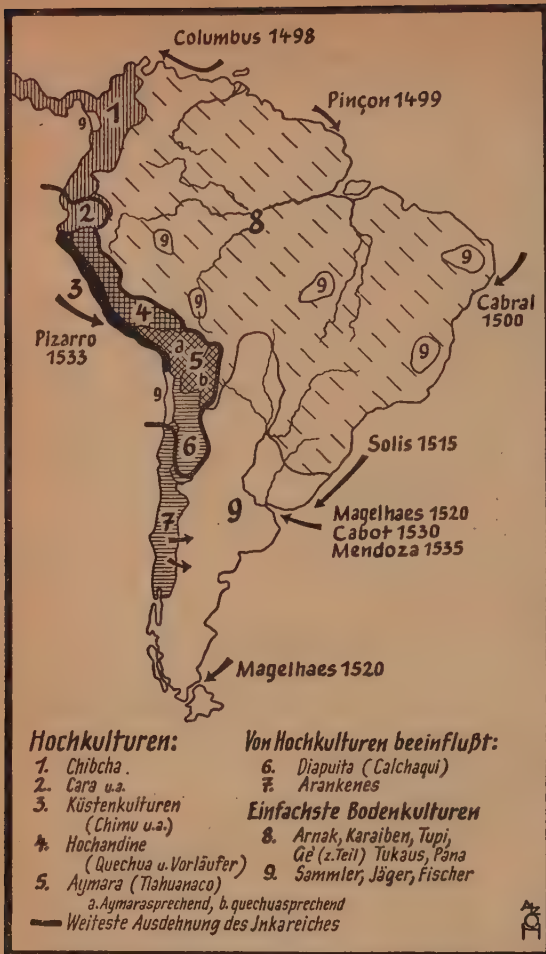 Columbus 1498
Pinçon 1499
1
9
2
8
9
9
9
9
3
4
Cabral
1500
Pizarro
1533
a
5
b
9
9
6
Solis 1515
7
9
Magelhaes 1520
Cabot 1530
Mendoza 1535
Magelhaes 1520
Hochkulturen:
1. Chibcha.
2. Cara u.a.
3. Küstenkulturen
(Chimu u.a.)
4. Hochandine
(Quechua u. Vorläufer)
5. Aymara (Tiahuanaco)
a. Aymarasprechend, b. quechuasprechend
Weiteste Ausdehnung des Inkareiches
Von Hochkulturen beeinflußt:
6. Diapuita (Calchaqui)
7. Arankenes
Einfachste Bodenkulturen
8. Arnak, Karaiben, Tupi,
Gè (z.Teil) Tukaus, Pana
9. Sammler, Jäger, Fischer